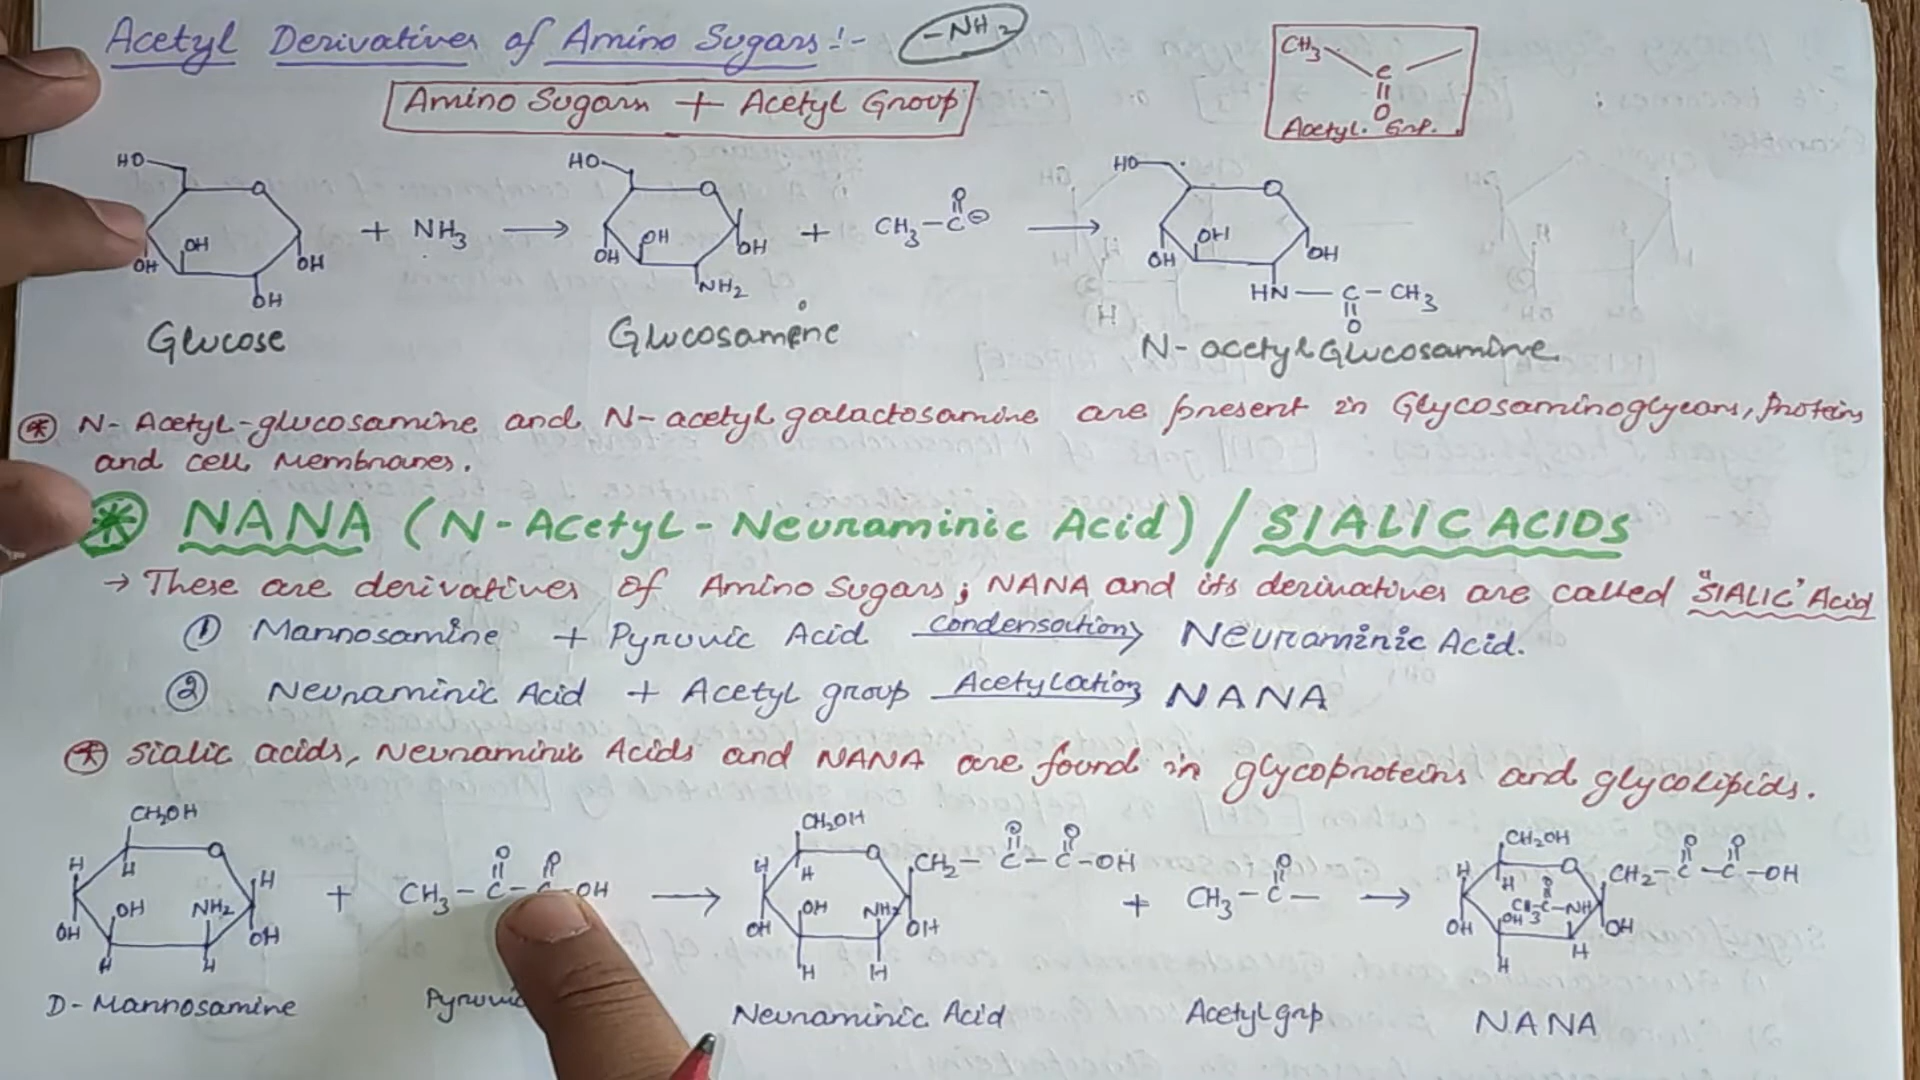 Acetyl Derivatives of Amino Sugars:- -NH2
Amino Sugars + Acetyl Group
CH3 C O
Acetyl. Grp.
HO O OH OH OH OH + NH3 → HO O OH OH OH NH2 + CH3-C O ⊖ → HO O OH OH OH HN-C-CH3 O
Glucose Glucosamine N-acetylGlucosamine
* N-Acetyl-glucosamine and N-acetyl galactosamine are present in Glycosaminoglycans, Proteins
and cell Membranes.
* NANA (N-Acetyl-Neuraminic Acid) / SIALIC ACIDS
→ These are derivatives of Amino Sugars; NANA and its derivatives are called "SIALIC" Acid
① Mannosamine + Pyruvic Acid condensation→ Neuraminic Acid.
② Neuraminic Acid + Acetyl group Acetylation→ NANA
* Sialic acids, Neuraminic Acids and NANA are found in glycoproteins and glycolipids.
CH2OH O H H H OH OH NH2 OH H H + CH3-C-C-OH O O → CH2OH O H H OH OH NH2 OH H H CH2-C-C-OH O O + CH3-C- O → CH2OH O H H OH OH CH3-C-NH O OH H H CH2-C-C-OH O O
D-Mannosamine Neuraminic Acid Acetyl grp NANA